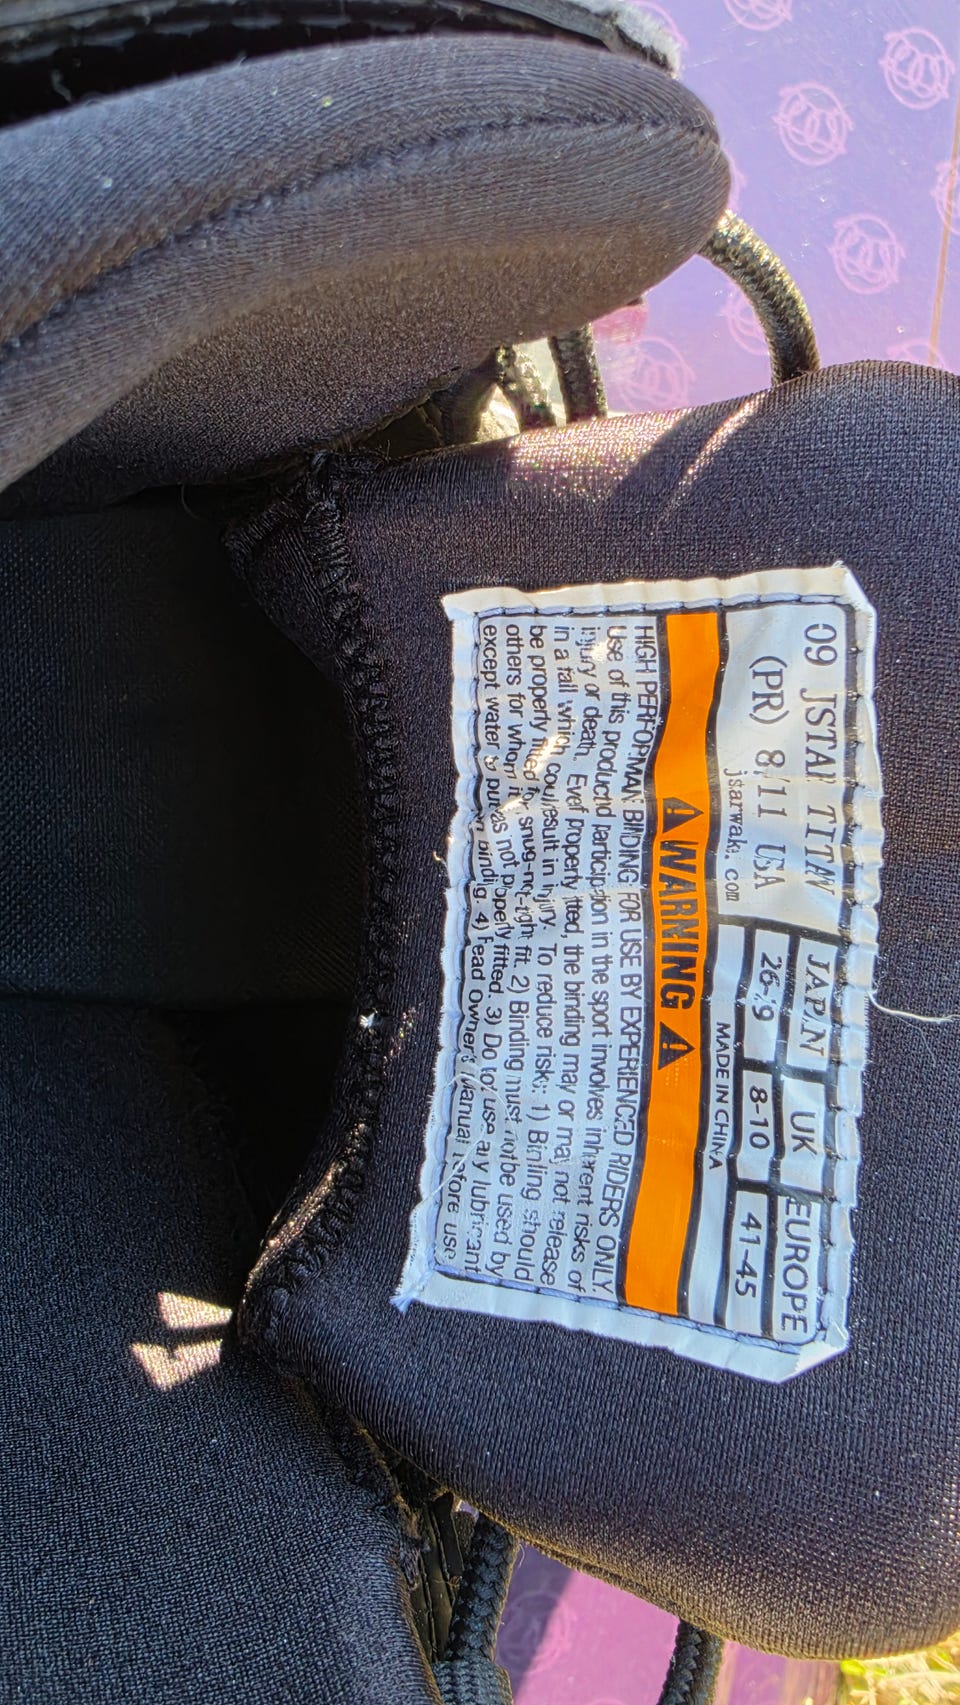 09 JSTAR TITAN
(PR) 8/11 USA
jstarwake.com
JAPAN UK EUROPE
26-29 8-10 41-45
MADE IN CHINA
⚠ WARNING ⚠
HIGH PERFORMAN BINDING FOR USE BY EXPERIENCED RIDERS ONLY.
Use of this product and participation in the sport involves inherent risks of
injury or death. Even properly fitted, the binding may or may not release
in a fall which could result in injury. To reduce risk: 1) Binding should
be properly fitted for snug-not-tight fit. 2) Binding must not be used by
others for whom it was not properly fitted. 3) Do not use any lubricant
except water to put on binding. 4) Read Owner's Manual before use